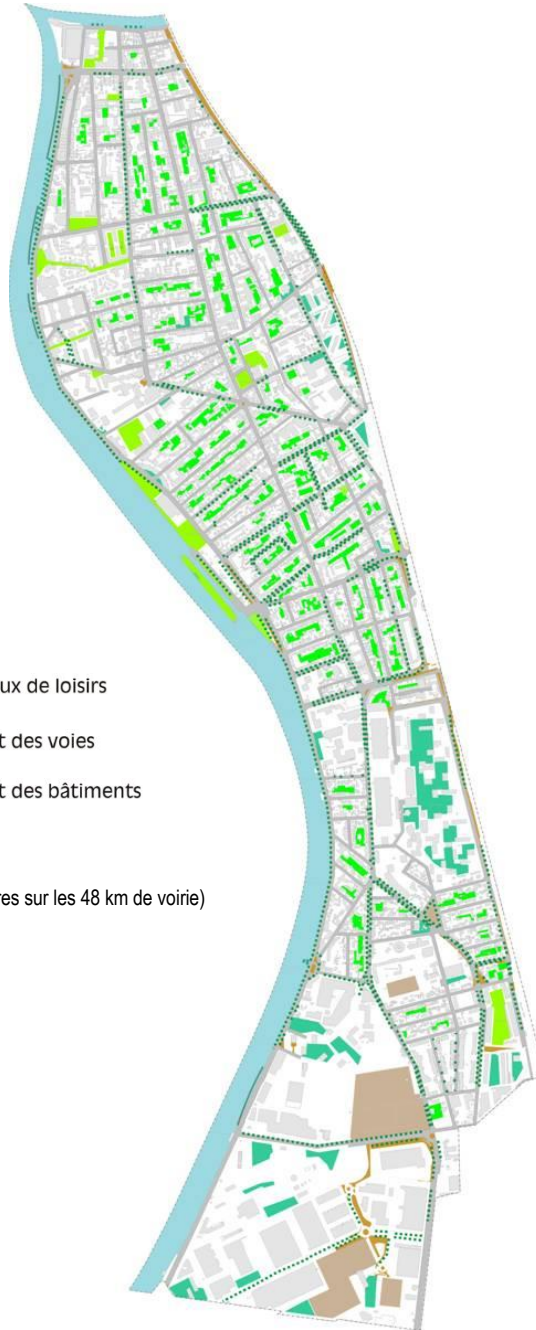 ux de loisirs
t des voies
t des bâtiments
res sur les 48 km de voirie)